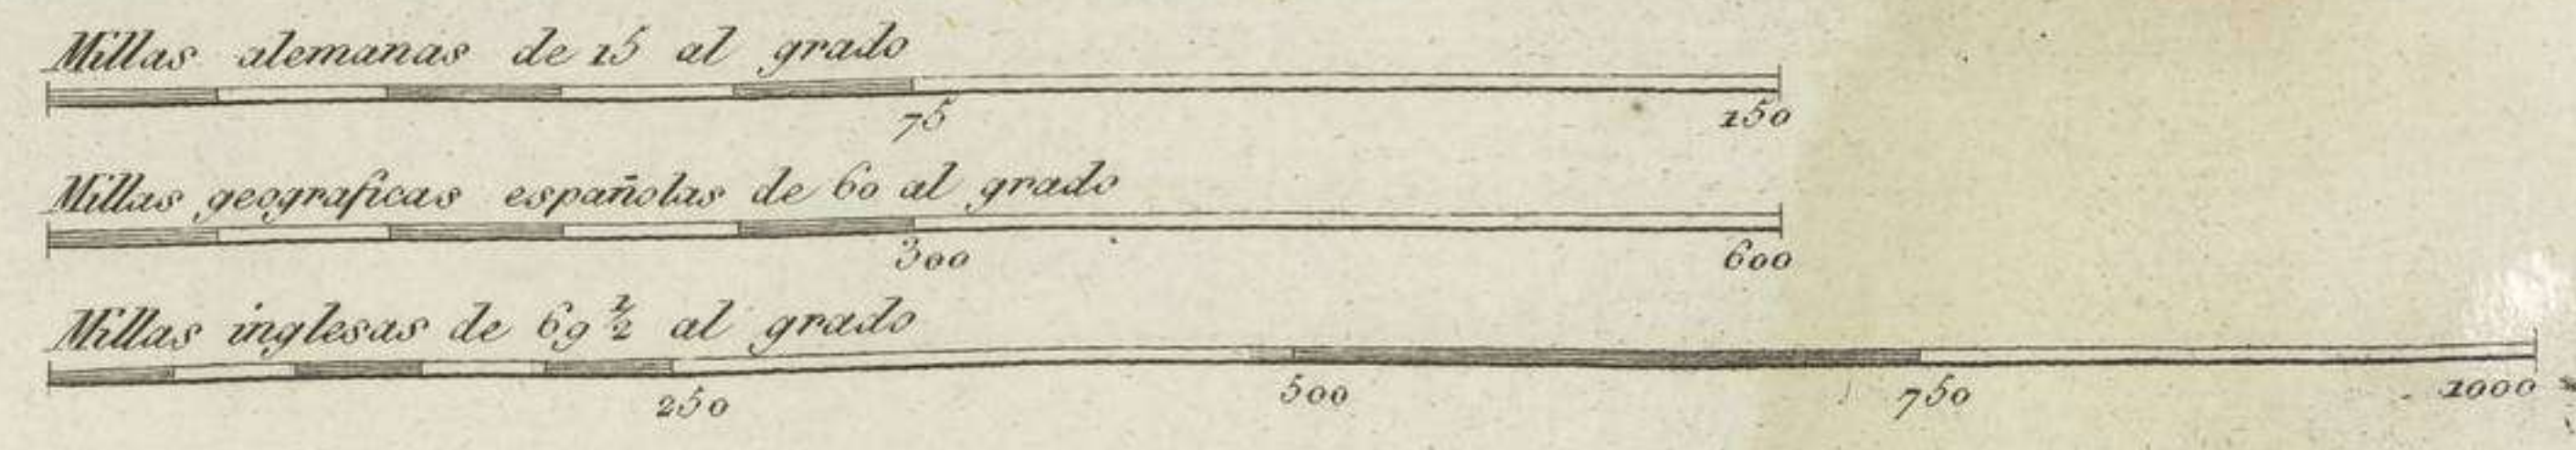 Millas alemanas de 15 al grado
75 150
Millas geograficas españolas de 60 al grado
300 600
Millas inglesas de 69 1/2 al grado
250 500 750 1000